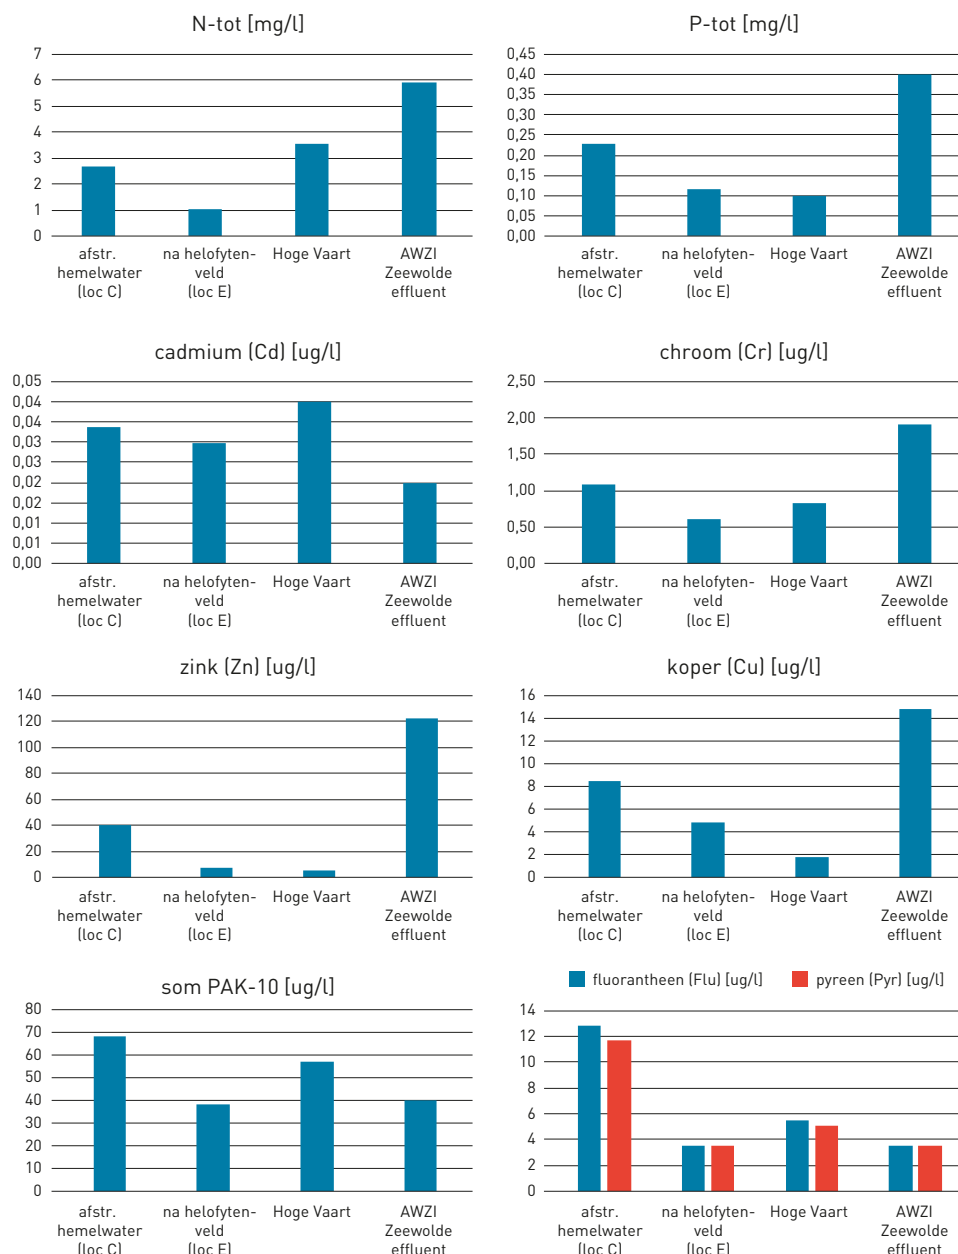 N-tot [mg/l]
7
6
5
4
3
2
1
0
afstr.
hemelwater
(loc C)
na helofyten-
veld
(loc E)
Hoge Vaart
AWZI
Zeewolde
effluent
P-tot [mg/l]
0,45
0,40
0,35
0,30
0,25
0,20
0,15
0,10
0,05
0,00
afstr.
hemelwater
(loc C)
na helofyten-
veld
(loc E)
Hoge Vaart
AWZI
Zeewolde
effluent
cadmium (Cd) [ug/l]
0,05
0,04
0,04
0,03
0,03
0,02
0,02
0,01
0,01
0,00
afstr.
hemelwater
(loc C)
na helofyten-
veld
(loc E)
Hoge Vaart
AWZI
Zeewolde
effluent
chroom (Cr) [ug/l]
2,50
2,00
1,50
1,00
0,50
0,00
afstr.
hemelwater
(loc C)
na helofyten-
veld
(loc E)
Hoge Vaart
AWZI
Zeewolde
effluent
zink (Zn) [ug/l]
140
120
100
80
60
40
20
0
afstr.
hemelwater
(loc C)
na helofyten-
veld
(loc E)
Hoge Vaart
AWZI
Zeewolde
effluent
koper (Cu) [ug/l]
16
14
12
10
8
6
4
2
0
afstr.
hemelwater
(loc C)
na helofyten-
veld
(loc E)
Hoge Vaart
AWZI
Zeewolde
effluent
som PAK-10 [ug/l]
80
70
60
50
40
30
20
10
0
afstr.
hemelwater
(loc C)
na helofyten-
veld
(loc E)
Hoge Vaart
AWZI
Zeewolde
effluent
fluorantheen (Flu) [ug/l]
pyreen (Pyr) [ug/l]
14
12
10
8
6
4
2
0
afstr.
hemelwater
(loc C)
na helofyten-
veld
(loc E)
Hoge Vaart
AWZI
Zeewolde
effluent